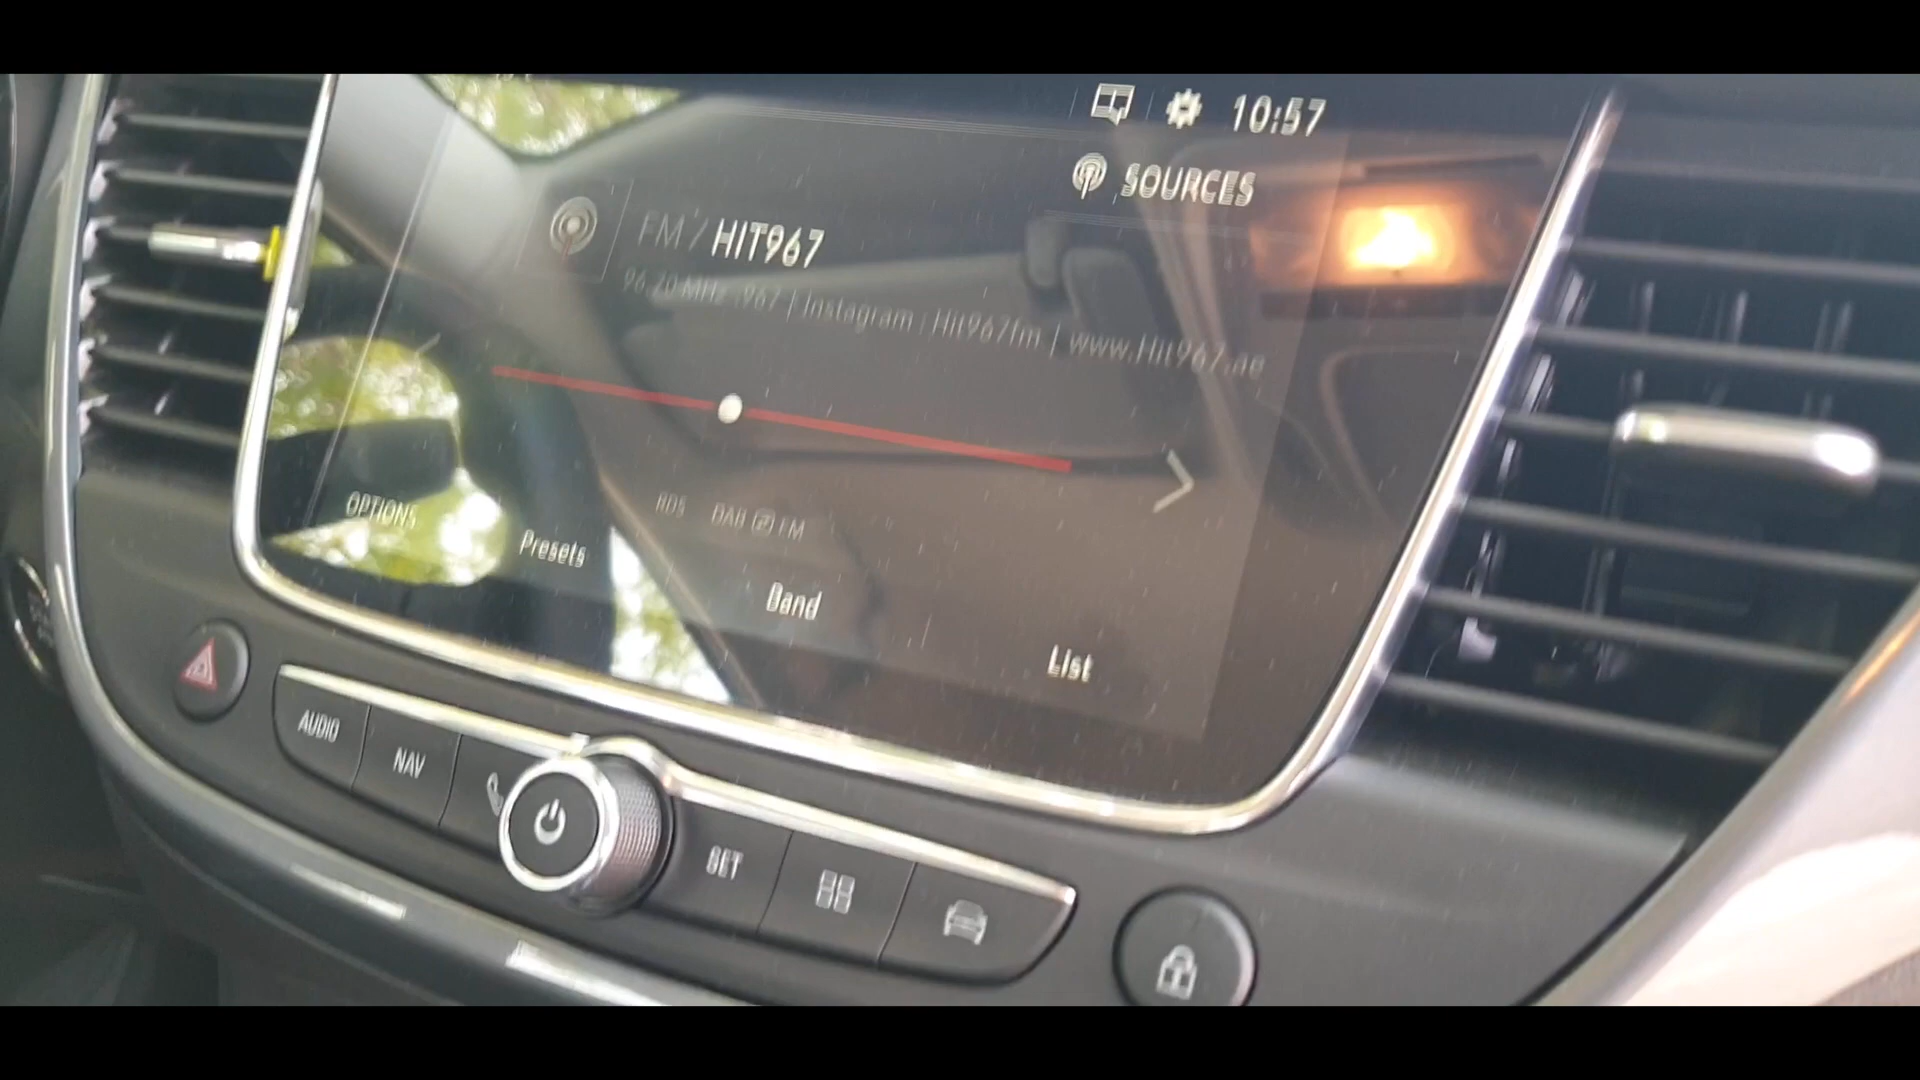 10:57
SOURCES
FM / HIT967
96.20 MHz :967 | Instagram : Hit967fm | www.Hit967.ae
RDS DAB FM
OPTIONS
Presets
Band
List
AUDIO
NAV
SET